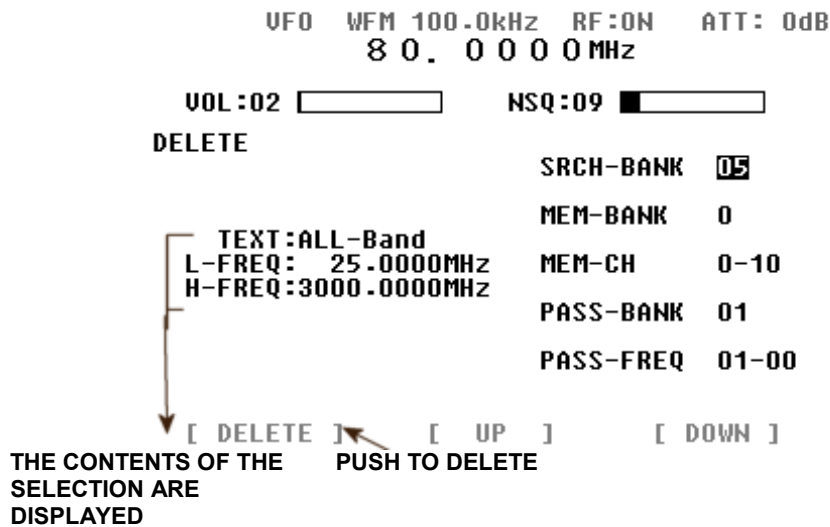 VFO WFM 100.0kHz RF:ON ATT: 0dB
80.0000MHz
VOL:02 NSQ:09
DELETE
SRCH-BANK 05
MEM-BANK 0
TEXT:ALL-Band
L-FREQ: 25.0000MHz MEM-CH 0-10
H-FREQ:3000.0000MHz
PASS-BANK 01
PASS-FREQ 01-00
[ DELETE ] [ UP ] [ DOWN ]
THE CONTENTS OF THE PUSH TO DELETE
SELECTION ARE
DISPLAYED